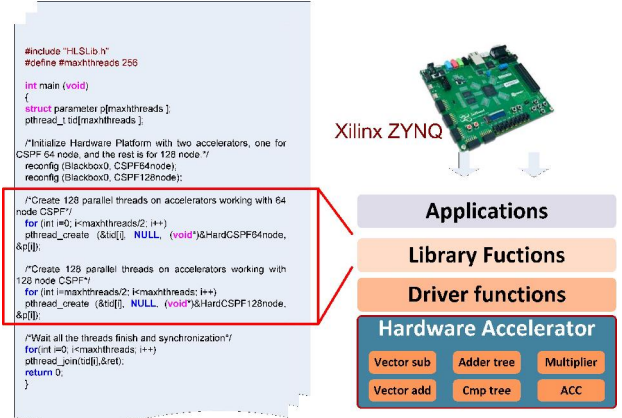 #include "HLSLib.h"
#define #maxhthreads 256
int main (void)
{
struct parameter p[maxhthreads ];
pthread_t tid[maxhthreads ];
/*Initialize Hardware Platform with two accelerators, one for
CSPF 64 node, and the rest is for 128 node.*/
reconfig (Blackbox0, CSPF64node);
reconfig (Blackbox0, CSPF128node);
/*Create 128 parallel threads on accelerators working with 64
node CSPF*/
for (int i=0; i<maxhthreads/2; i++)
pthread_create (&tid[i], NULL, (void*)&HardCSPF64node,
&p[i]);
/*Create 128 parallel threads on accelerators working with
128 node CSPF*/
for (int i=maxhthreads/2; i<maxhthreads; i++)
pthread_create (&tid[i], NULL, (void*)&HardCSPF128node,
&p[i]);
/*Wait all the threads finish and synchronization*/
for(int i=0; i<maxhthreads; i++)
pthread_join(tid[i],&ret);
return 0;
}
Xilinx ZYNQ
Applications
Library Fuctions
Driver functions
Hardware Accelerator
Vector sub Adder tree Multiplier
Vector add Cmp tree ACC